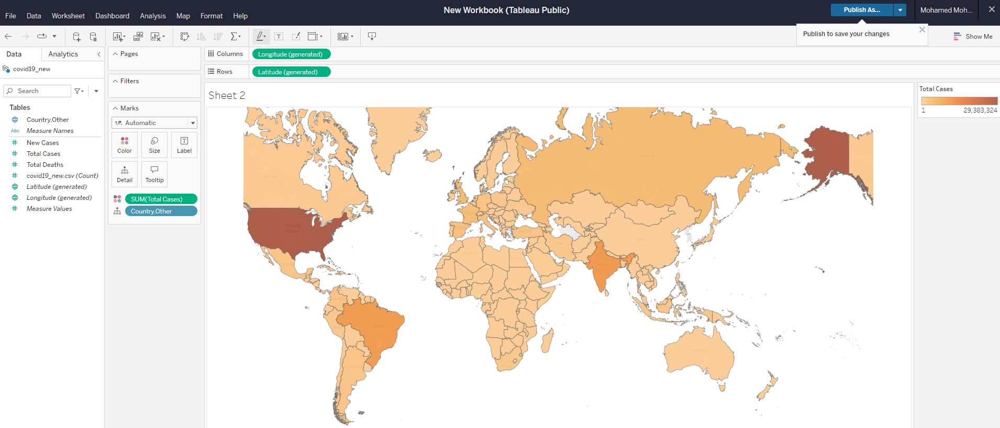 New Workbook (Tableau Public)
Publish As...
Mohamed Moh...
File Data Worksheet Dashboard Analysis Map Format Help
Publish to save your changes
Show Me
Data Analytics
covid19_new
Search
Tables
Country,Other
Abc Measure Names
New Cases
Total Cases
Total Deaths
covid19_new.csv (Count)
Latitude (generated)
Longitude (generated)
Measure Values
Pages
Filters
Marks
Automatic
Color Size Label
Detail Tooltip
SUM(Total Cases)
Country,Other
Columns Longitude (generated)
Rows Latitude (generated)
Sheet 2
Russia
Canada
United
States
Turkey
China
Iran
Algeria
Egypt
Mexico
India
Brazil
Australia
South
Africa
Argentina
Total Cases
1 29,383,324